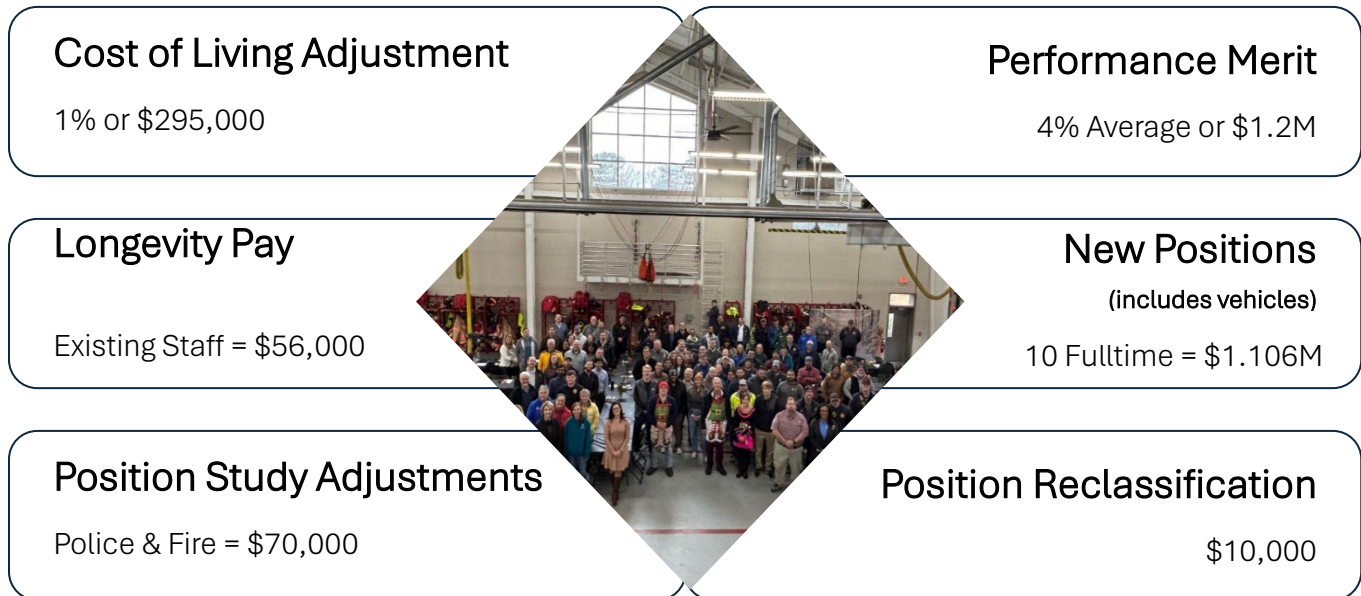 Cost of Living Adjustment
1% or $295,000
Performance Merit
4% Average or $1.2M
Longevity Pay
Existing Staff = $56,000
New Positions
(includes vehicles)
10 Fulltime = $1.106M
Position Study Adjustments
Police & Fire = $70,000
Position Reclassification
$10,000